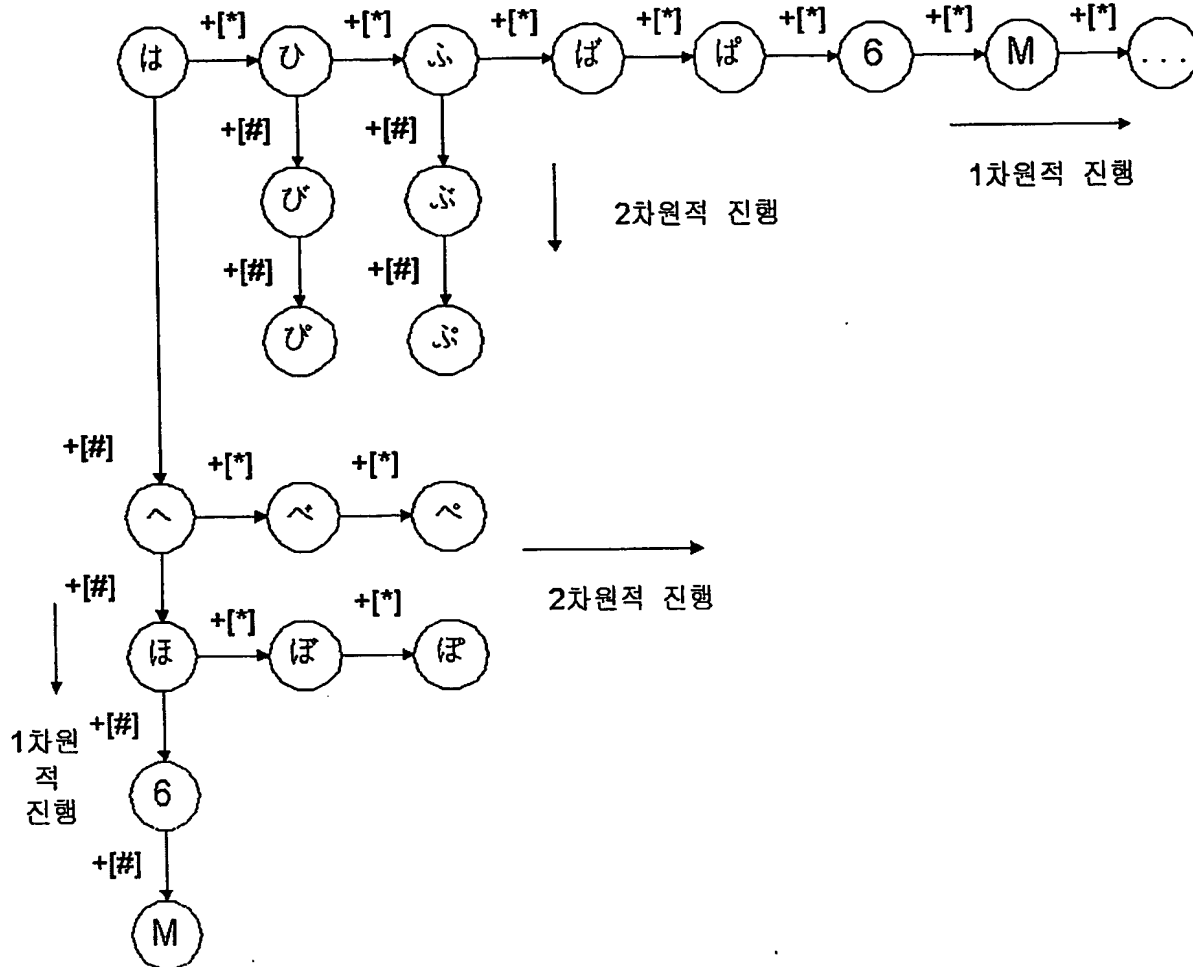 +[*] +[*] +[*] +[*] +[*] +[*] +[*]
は ひ ふ ば ぱ 6 M ...
+[#] +[#]
1차원적 진행
び ぶ
2차원적 진행
+[#] +[#]
ぴ ぷ
+[#] +[*] +[*]
へ べ ぺ
2차원적 진행
+[#] +[*] +[*]
ほ ぼ ぽ
+[#]
1차원
적
진행
6
+[#]
M